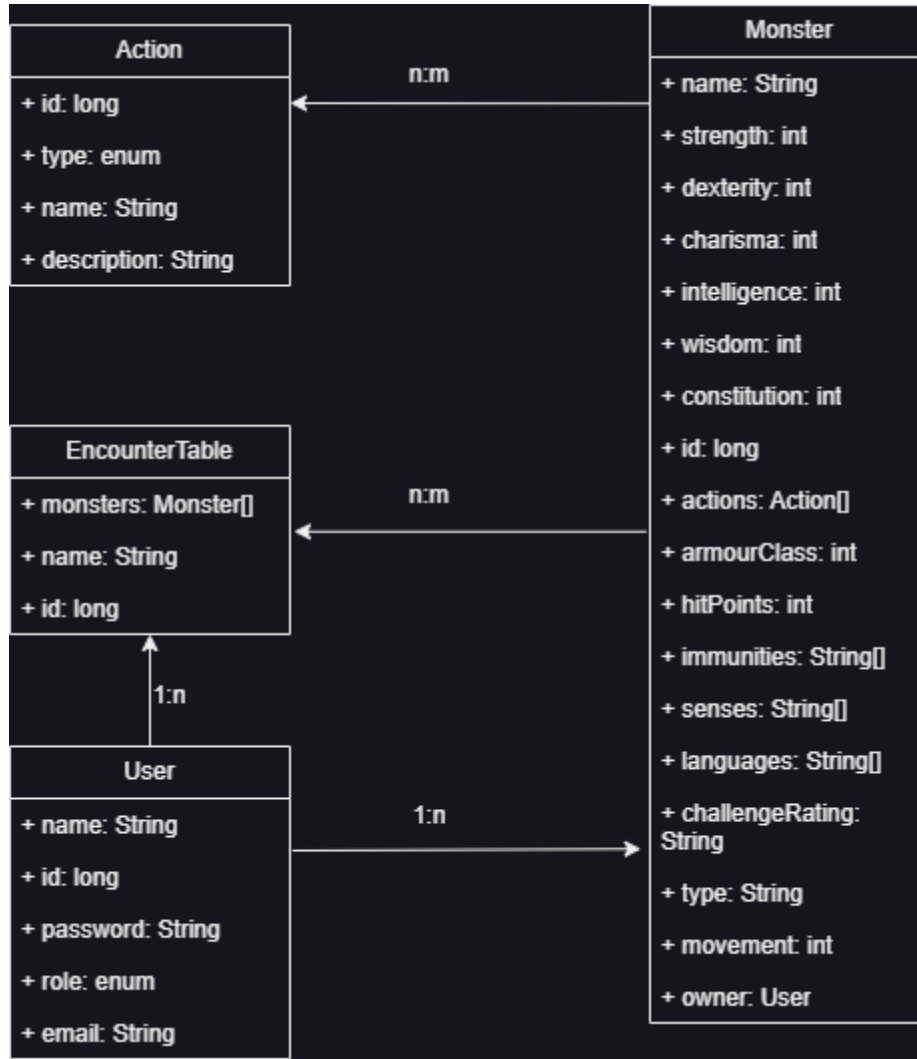 Action
+ id: long
+ type: enum
+ name: String
+ description: String
n:m
EncounterTable
+ monsters: Monster[]
+ name: String
+ id: long
n:m
1:n
User
+ name: String
+ id: long
+ password: String
+ role: enum
+ email: String
1:n
Monster
+ name: String
+ strength: int
+ dexterity: int
+ charisma: int
+ intelligence: int
+ wisdom: int
+ constitution: int
+ id: long
+ actions: Action[]
+ armourClass: int
+ hitPoints: int
+ immunities: String[]
+ senses: String[]
+ languages: String[]
+ challengeRating:
String
+ type: String
+ movement: int
+ owner: User